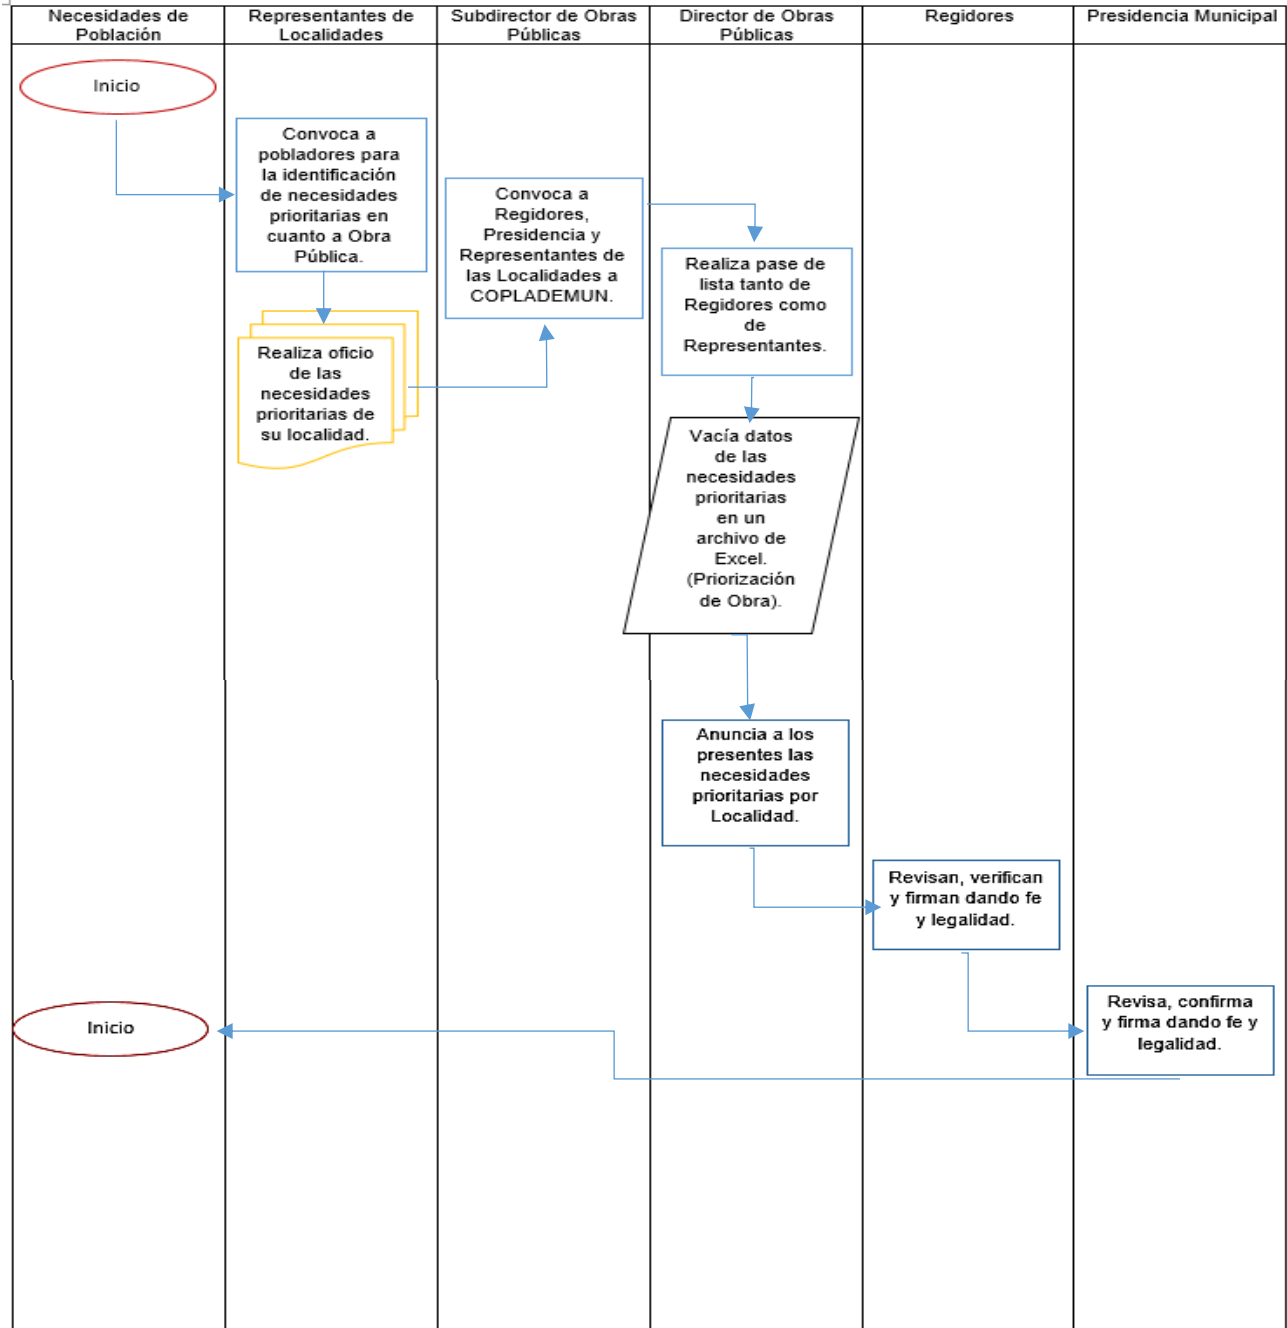 Necesidades de
Población
Representantes de
Localidades
Subdirector de Obras
Públicas
Director de Obras
Públicas
Regidores
Presidencia Municipal
Inicio
Convoca a
pobladores para
la identificación
de necesidades
prioritarias en
cuanto a Obra
Pública.
Realiza oficio
de las
necesidades
prioritarias de
su localidad.
Convoca a
Regidores,
Presidencia y
Representantes de
las Localidades a
COPLADEMUN.
Realiza pase de
lista tanto de
Regidores como
de
Representantes.
Vacía datos
de las
necesidades
prioritarias
en un
archivo de
Excel.
(Priorización
de Obra).
Anuncia a los
presentes las
necesidades
prioritarias por
Localidad.
Revisan, verifican
y firman dando fe
y legalidad.
Revisa, confirma
y firma dando fe y
legalidad.
Inicio